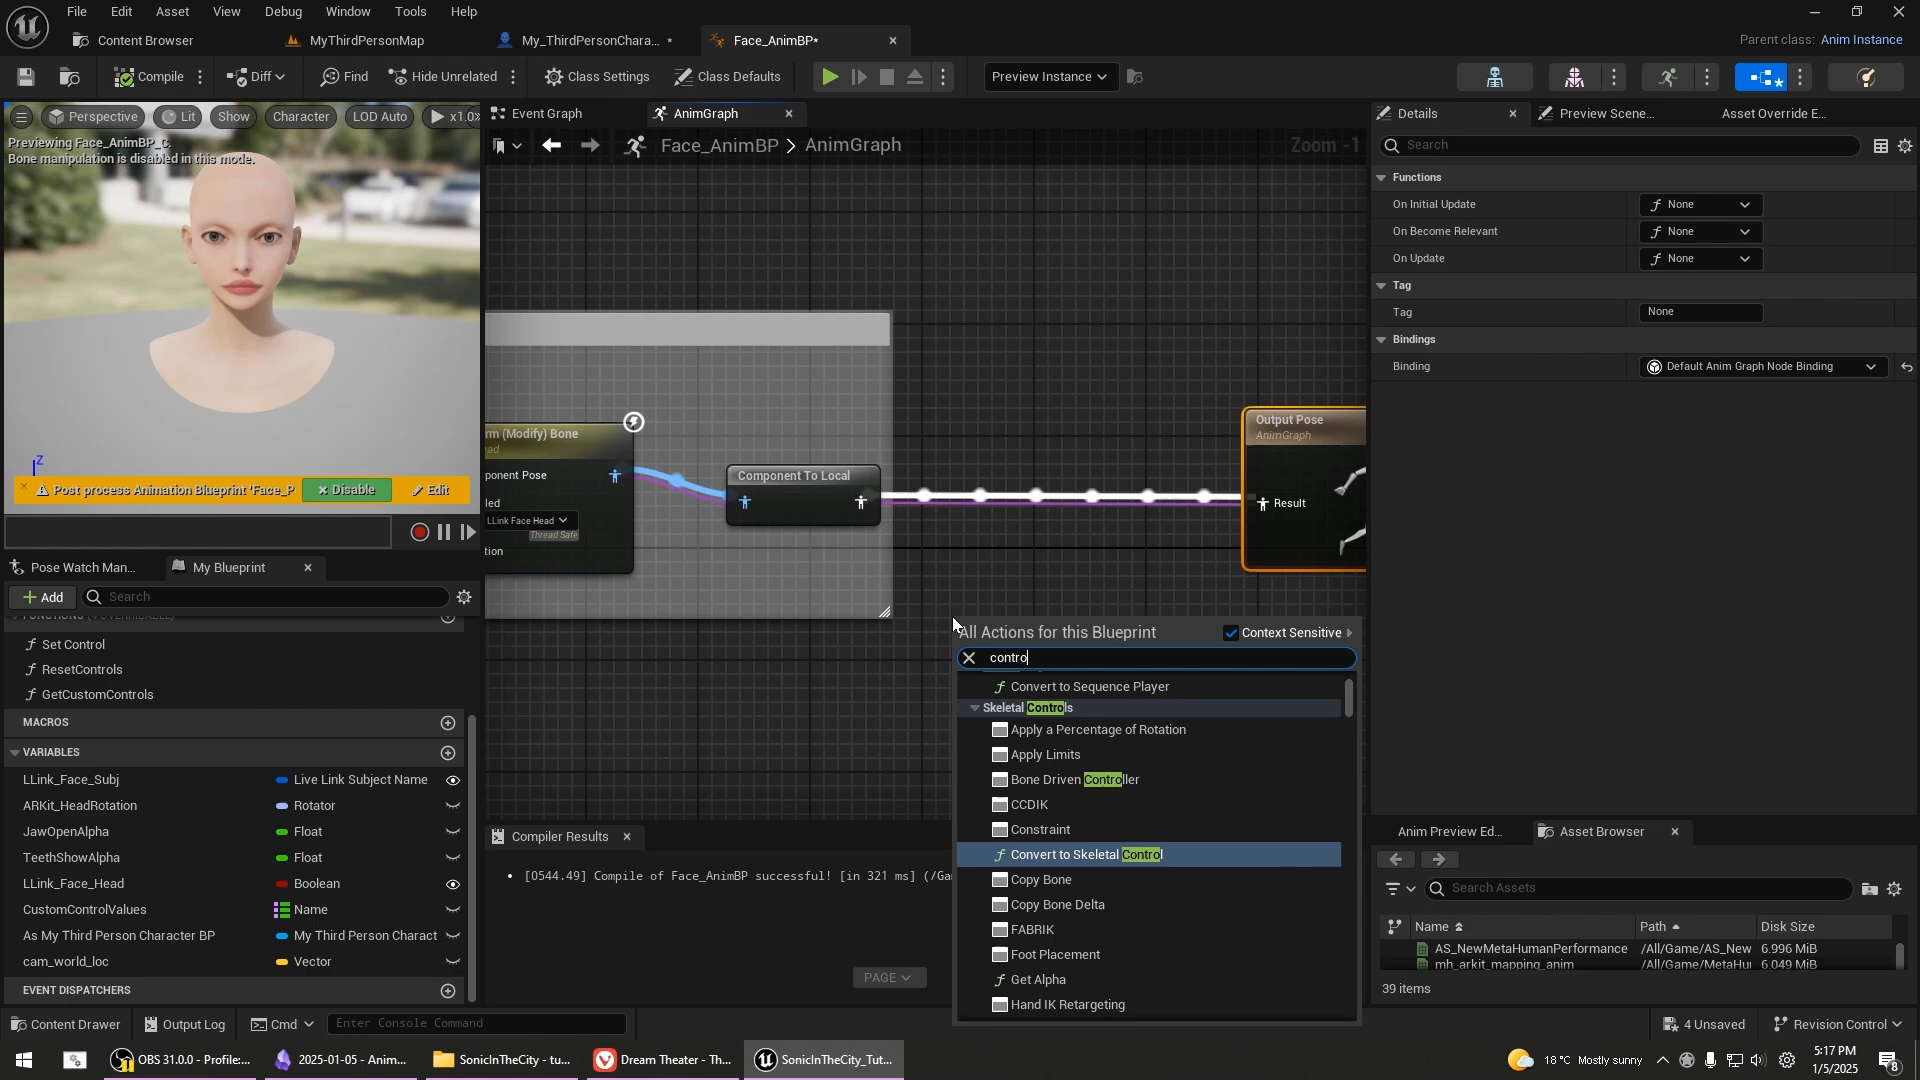 File Edit Asset View Debug Window Tools Help
Content Browser MyThirdPersonMap My_ThirdPersonChara... * Face_AnimBP* Parent class: Anim Instance
Compile Diff Find Hide Unrelated Class Settings Class Defaults Preview Instance
Perspective Lit Show Character LOD Auto x1.0
Previewing Face_AnimBP_C.
Bone manipulation is disabled in this mode.
Z
Post process Animation Blueprint 'Face_P Disable Edit
Event Graph AnimGraph
Face_AnimBP > AnimGraph Zoom -1
rm (Modify) Bone
ead
ponent Pose
led
LLink Face Head
Thread Safe
tion
Component To Local
Output Pose
AnimGraph
Result
All Actions for this Blueprint Context Sensitive
contro
Convert to Sequence Player
Skeletal Controls
Apply a Percentage of Rotation
Apply Limits
Bone Driven Controller
CCDIK
Constraint
Convert to Skeletal Control
Copy Bone
Copy Bone Delta
FABRIK
Foot Placement
Get Alpha
Hand IK Retargeting
Compiler Results
• [0544.49] Compile of Face_AnimBP successful! [in 321 ms] (/Ga
PAGE
Details Preview Scene... Asset Override E...
Search
Functions
On Initial Update None
On Become Relevant None
On Update None
Tag
Tag None
Bindings
Binding Default Anim Graph Node Binding
Anim Preview Ed... Asset Browser
Search Assets
Name Path Disk Size
AS_NewMetaHumanPerformance /All/Game/AS_New 6.996 MiB
mh_arkit_mapping_anim /All/Game/MetaHu 6.049 MiB
39 items
Pose Watch Man... My Blueprint
Add Search
FUNCTIONS (4 OVERRIDABLE)
Set Control
ResetControls
GetCustomControls
MACROS
VARIABLES
LLink_Face_Subj Live Link Subject Name
ARKit_HeadRotation Rotator
JawOpenAlpha Float
TeethShowAlpha Float
LLink_Face_Head Boolean
CustomControlValues Name
As My Third Person Character BP My Third Person Charact
cam_world_loc Vector
EVENT DISPATCHERS
Content Drawer Output Log Cmd Enter Console Command 4 Unsaved Revision Control
OBS 31.0.0 - Profile:... 2025-01-05 - Anim... SonicInTheCity - tu... Dream Theater - Th... SonicInTheCity_Tut... 18°C Mostly sunny 5:17 PM
1/5/2025
8